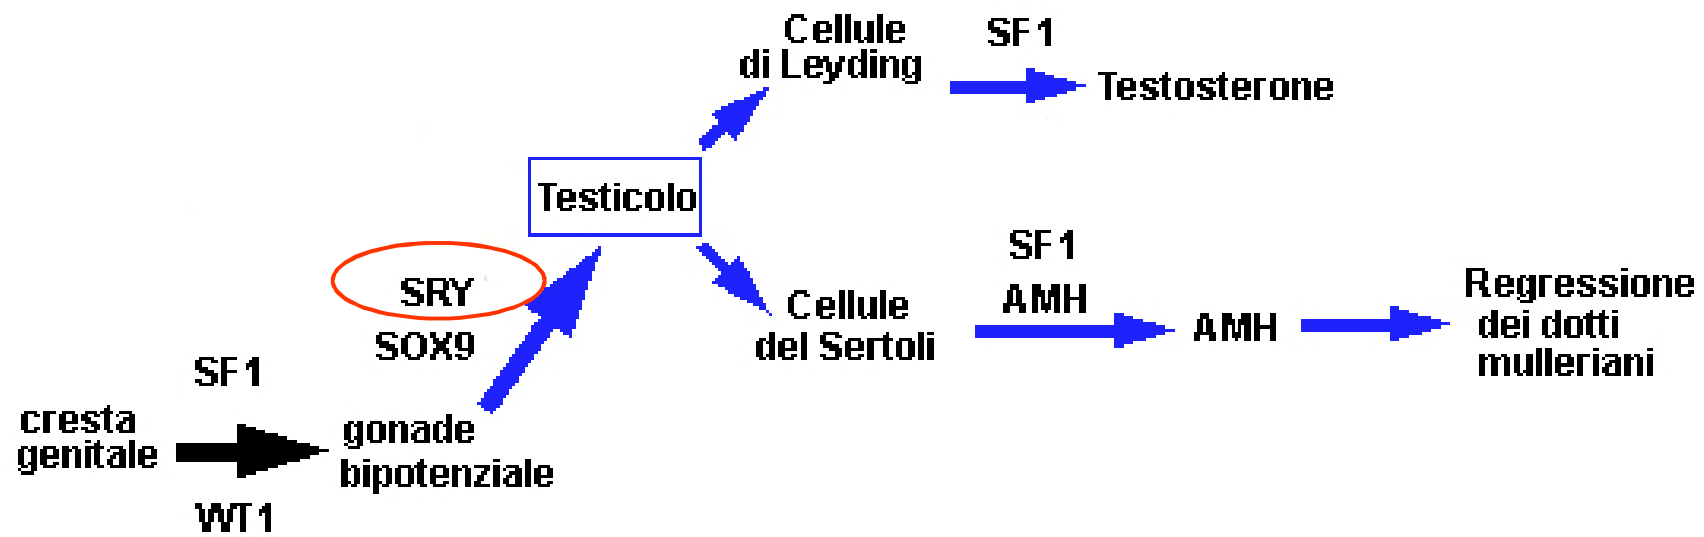 Cellule
di Leyding
SF1
Testosterone
Testicolo
SRY
SOX9
SF1
cresta
genitale
WT1
gonade
bipotenziale
Cellule
del Sertoli
SF1
AMH
AMH
Regressione
dei dotti
mulleriani